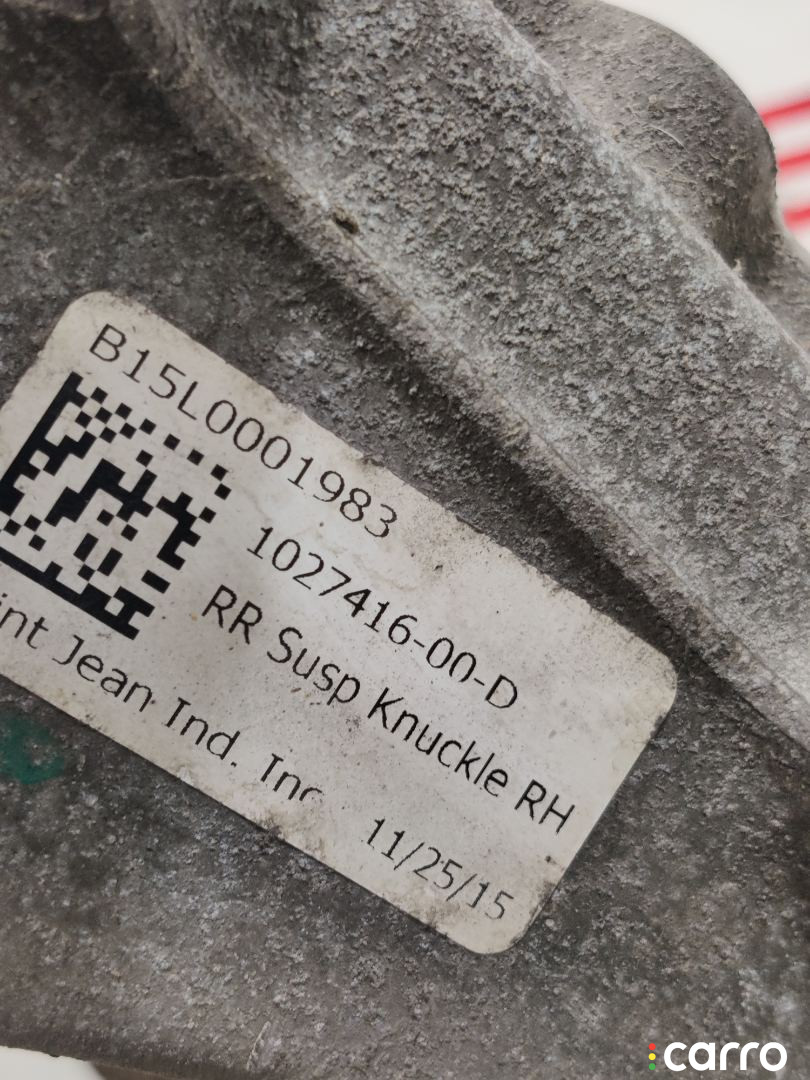 B15L0001983
1027416-00-D
RR Susp Knuckle RH
int Jean Ind. Inc
11/25/15
carro